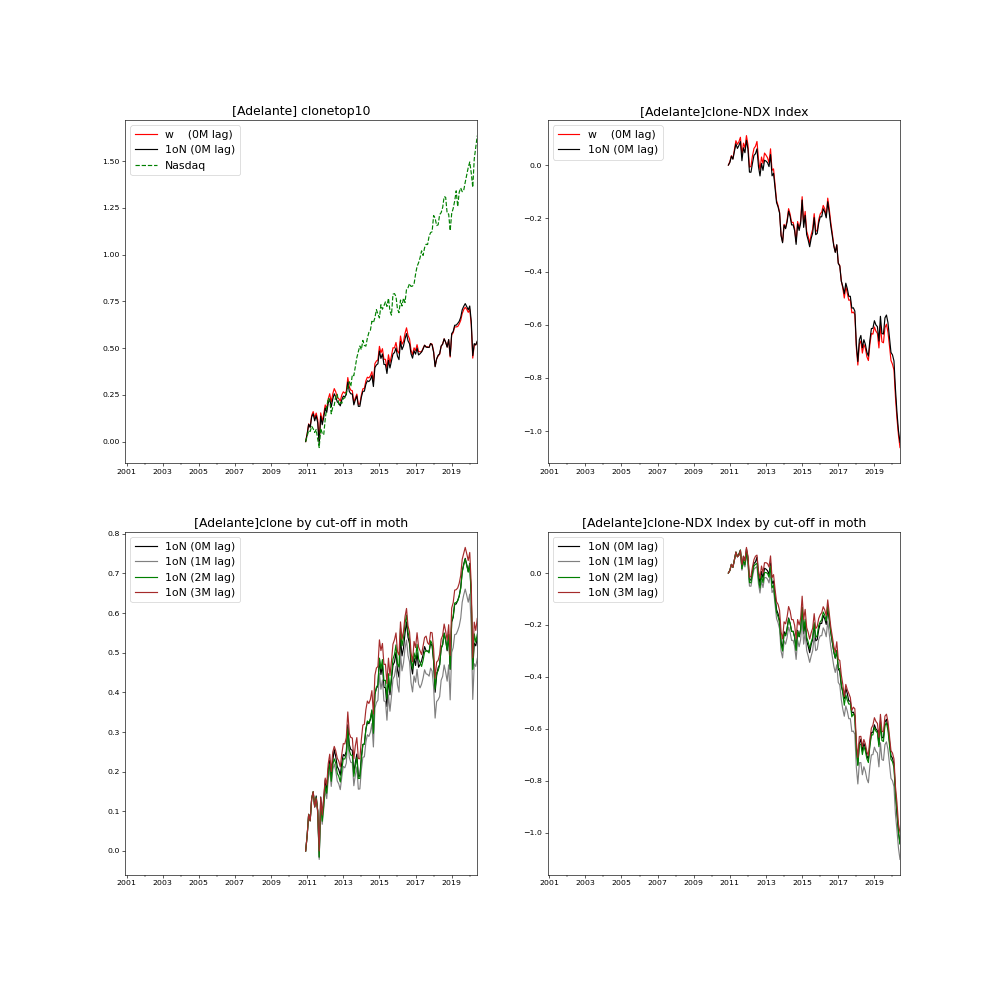 [Adelante] clonetop10
w (0M lag)
1oN (0M lag)
Nasdaq
1.50
1.25
1.00
0.75
0.50
0.25
0.00
2001 2003 2005 2007 2009 2011 2013 2015 2017 2019
[Adelante]clone-NDX Index
w (0M lag)
1oN (0M lag)
0.0
−0.2
−0.4
−0.6
−0.8
−1.0
2001 2003 2005 2007 2009 2011 2013 2015 2017 2019
[Adelante]clone by cut-off in moth
1oN (0M lag)
1oN (1M lag)
1oN (2M lag)
1oN (3M lag)
0.8
0.7
0.6
0.5
0.4
0.3
0.2
0.1
0.0
2001 2003 2005 2007 2009 2011 2013 2015 2017 2019
[Adelante]clone-NDX Index by cut-off in moth
1oN (0M lag)
1oN (1M lag)
1oN (2M lag)
1oN (3M lag)
0.0
−0.2
−0.4
−0.6
−0.8
−1.0
2001 2003 2005 2007 2009 2011 2013 2015 2017 2019